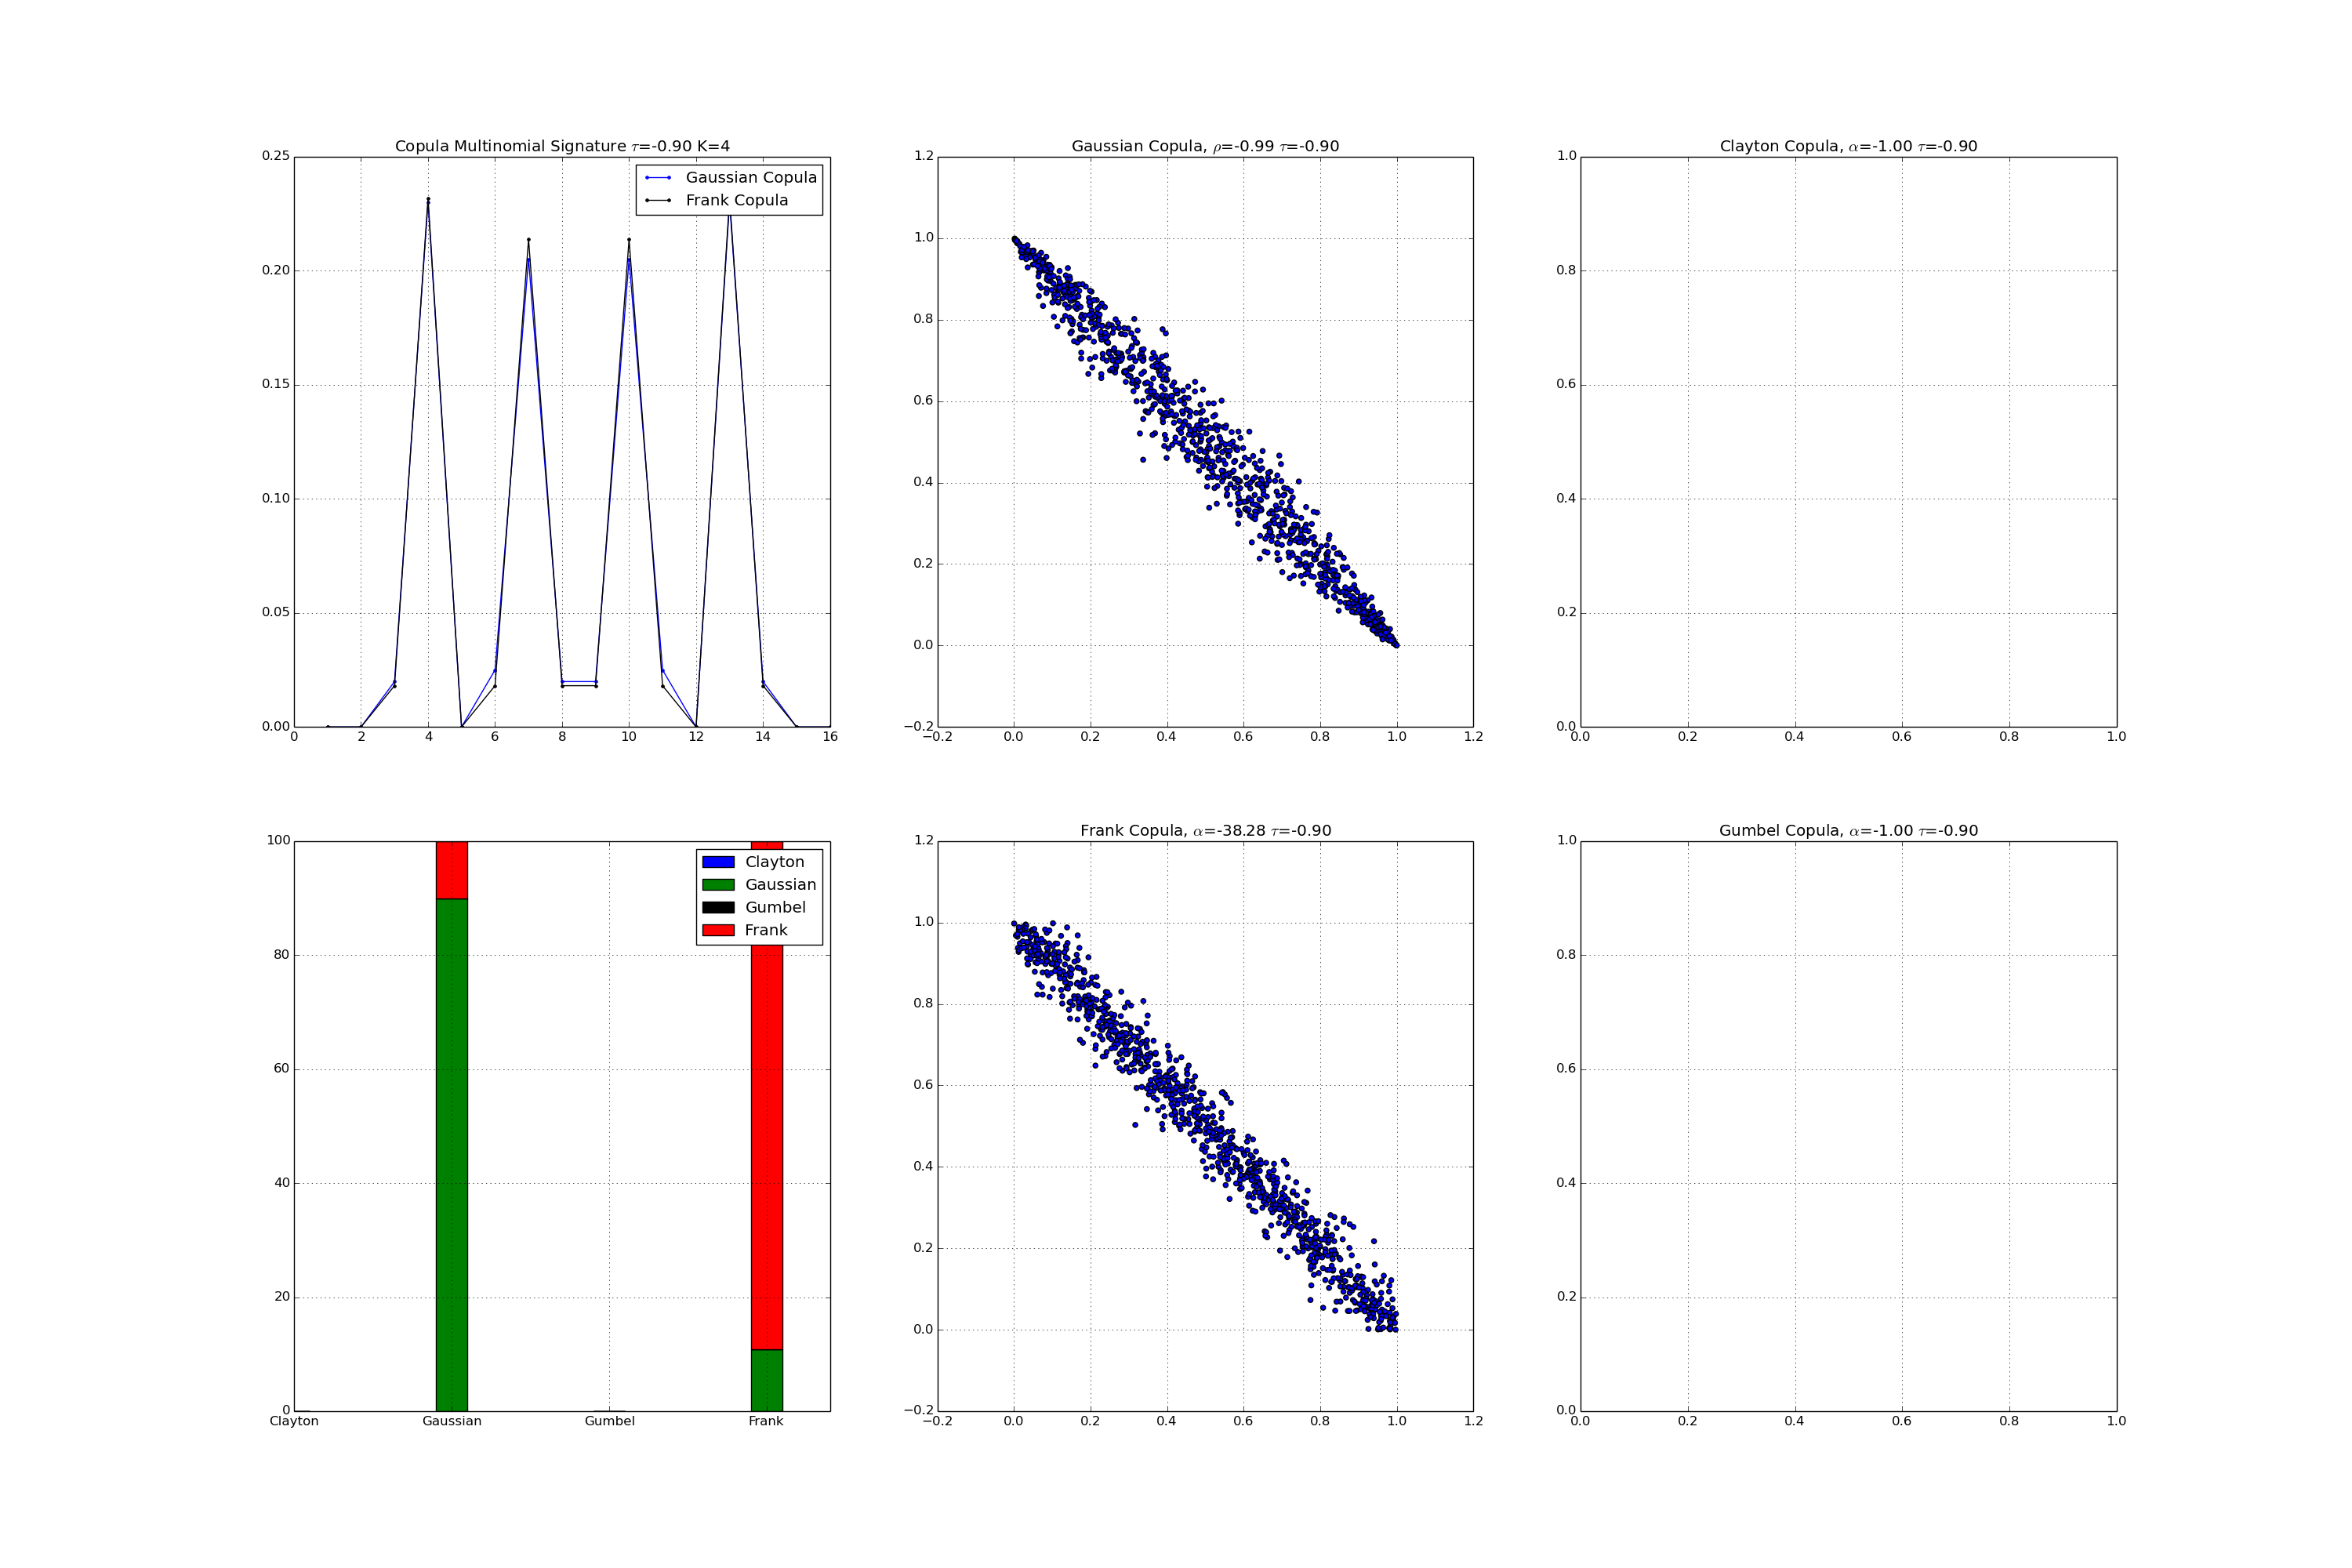 Copula Multinomial Signature τ=-0.90 K=4
0.25
0.20
0.15
0.10
0.05
0.00
0 2 4 6 8 10 12 14 16
Gaussian Copula
Frank Copula
Gaussian Copula, ρ=-0.99 τ=-0.90
1.2
1.0
0.8
0.6
0.4
0.2
0.0
−0.2
−0.2 0.0 0.2 0.4 0.6 0.8 1.0 1.2
Clayton Copula, α=-1.00 τ=-0.90
1.0
0.8
0.6
0.4
0.2
0.0
0.0 0.2 0.4 0.6 0.8 1.0
100
80
60
40
20
0
Clayton Gaussian Gumbel Frank
Clayton
Gaussian
Gumbel
Frank
Frank Copula, α=-38.28 τ=-0.90
1.2
1.0
0.8
0.6
0.4
0.2
0.0
−0.2
−0.2 0.0 0.2 0.4 0.6 0.8 1.0 1.2
Gumbel Copula, α=-1.00 τ=-0.90
1.0
0.8
0.6
0.4
0.2
0.0
0.0 0.2 0.4 0.6 0.8 1.0